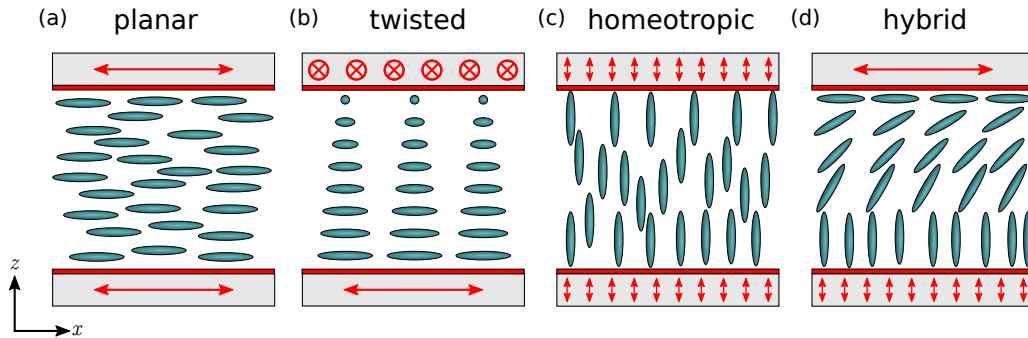 (a) planar
(b) twisted
(c) homeotropic
(d) hybrid
z
x